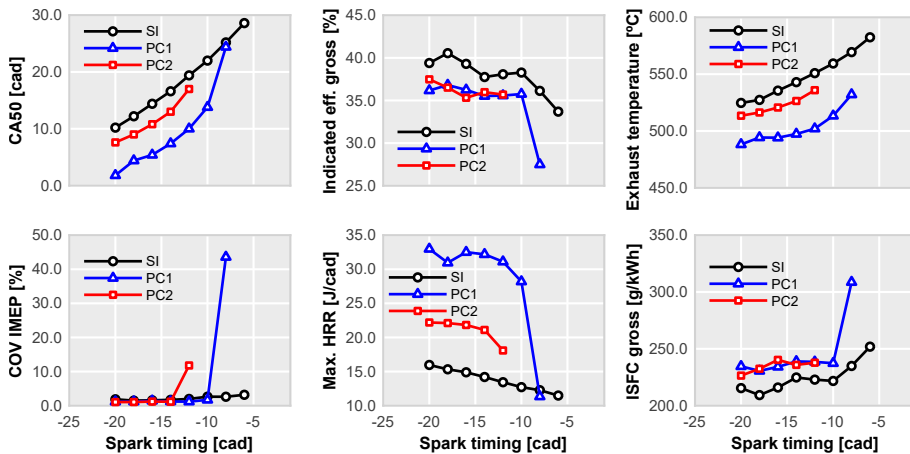 CA50 [cad]
30.0
20.0
10.0
0.0
SI
PC1
PC2
Indicated eff. gross [%]
45.0
40.0
35.0
30.0
25.0
SI
PC1
PC2
Exhaust temperature [ºC]
600.0
550.0
500.0
450.0
SI
PC1
PC2
COV IMEP [%]
50.0
40.0
30.0
20.0
10.0
0.0
SI
PC1
PC2
-25 -20 -15 -10 -5
Spark timing [cad]
Max. HRR [J/cad]
35.0
30.0
25.0
20.0
15.0
10.0
SI
PC1
PC2
-25 -20 -15 -10 -5
Spark timing [cad]
ISFC gross [g/kWh]
350.0
300.0
250.0
200.0
SI
PC1
PC2
-25 -20 -15 -10 -5
Spark timing [cad]